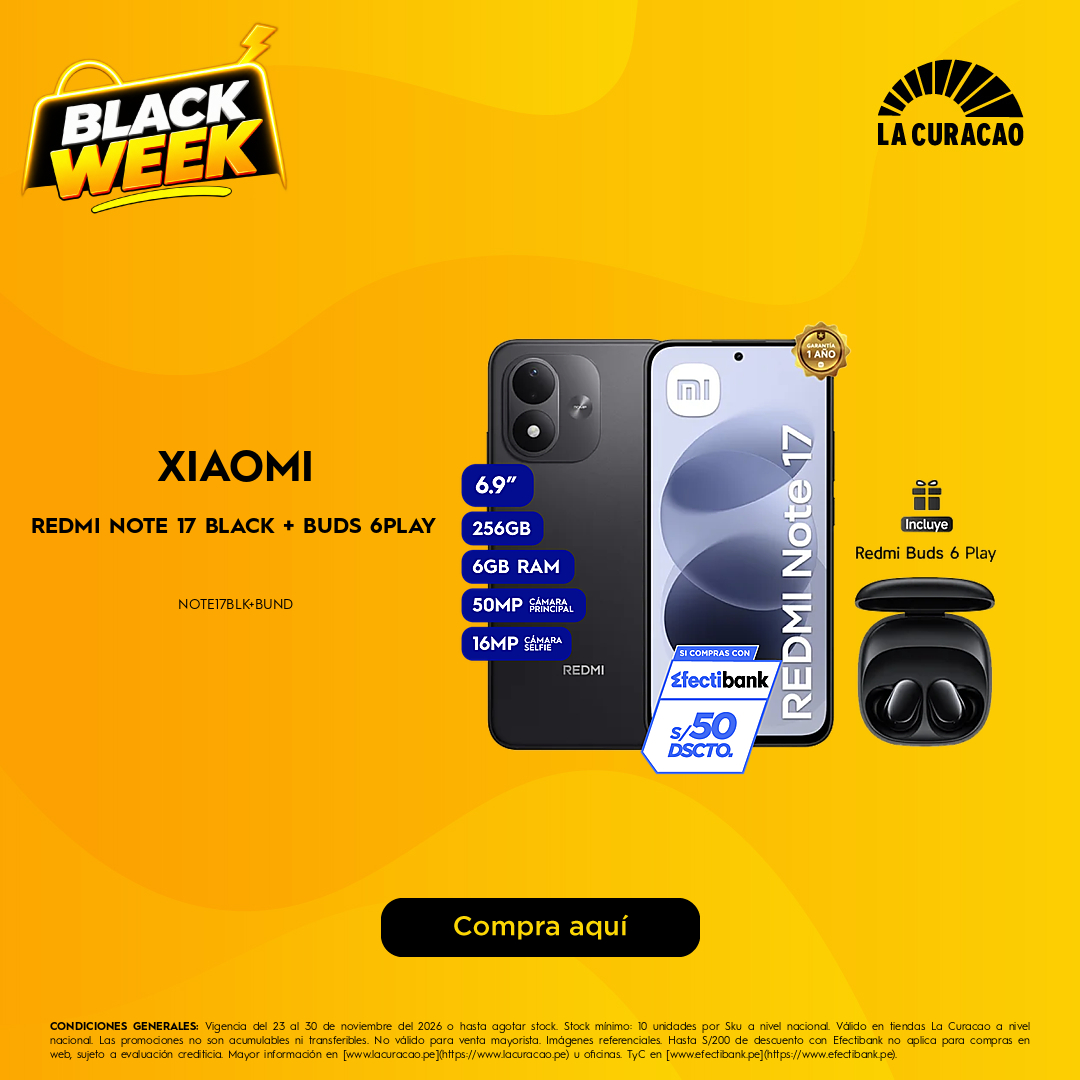 BLACK
WEEK
LA CURACAO
XIAOMI
REDMI NOTE 17 BLACK + BUDS 6PLAY
NOTE17BLK+BUND
GARANTÍA
1 AÑO
6.9”
256GB
6GB RAM
50MP CÁMARA PRINCIPAL
16MP CÁMARA SELFIE
REDMI
REDMI Note 17
Incluye
Redmi Buds 6 Play
SI COMPRAS CON
Efectibank
S/50
DSCTO.
Compra aquí
CONDICIONES GENERALES: Vigencia del 23 al 30 de noviembre del 2026 o hasta agotar stock. Stock mínimo: 10 unidades por Sku a nivel nacional. Válido en tiendas La Curacao a nivel
nacional. Las promociones no son acumulables ni transferibles. No válido para venta mayorista. Imágenes referenciales. Hasta S/200 de descuento con Efectibank no aplica para compras en
web, sujeto a evaluación crediticia. Mayor información en [www.lacuracao.pe](https://www.lacuracao.pe) u oficinas. TyC en [www.efectibank.pe](https://www.efectibank.pe).